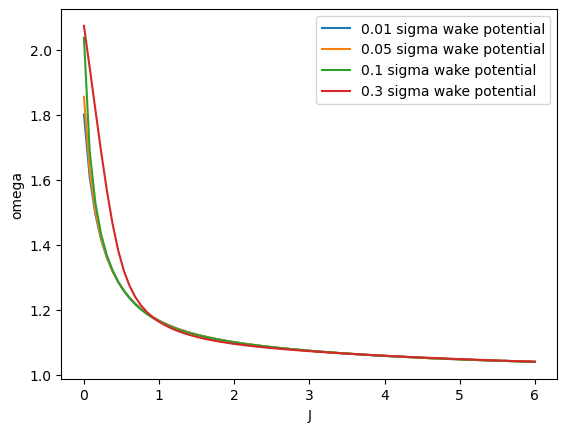 0.01 sigma wake potential
0.05 sigma wake potential
0.1 sigma wake potential
0.3 sigma wake potential
2.0
1.8
1.6
1.4
1.2
1.0
omega
0 1 2 3 4 5 6
J